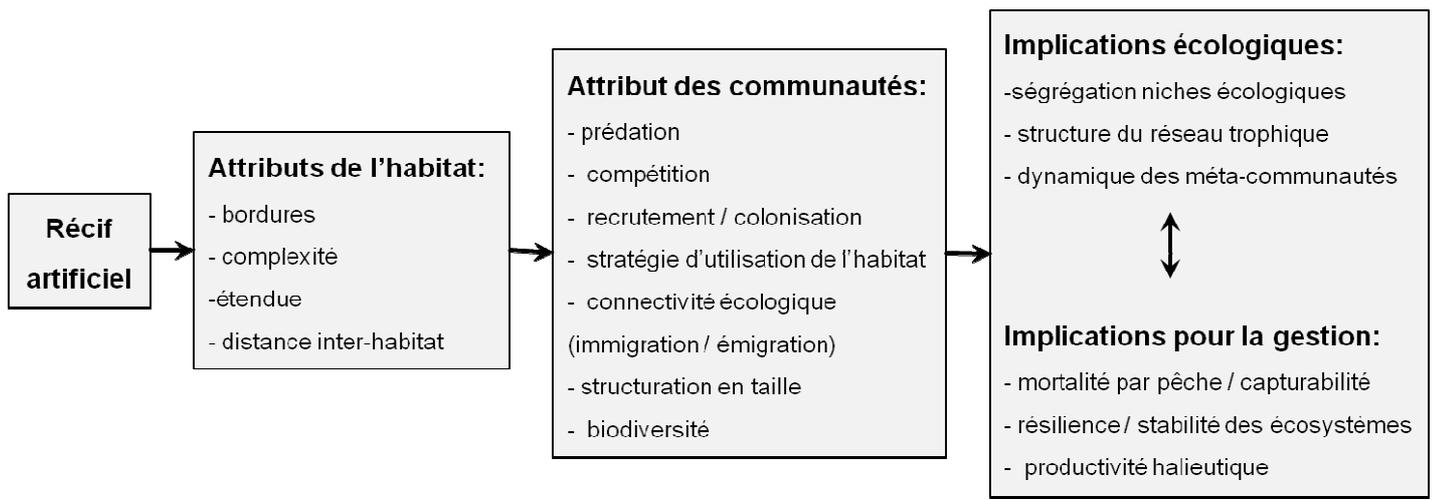 Récif
artificiel
Attributs de l’habitat:
- bordures
- complexité
-étendue
- distance inter-habitat
Attribut des communautés:
- prédation
- compétition
- recrutement / colonisation
- stratégie d’utilisation de l’habitat
- connectivité écologique
(immigration / émigration)
- structuration en taille
- biodiversité
Implications écologiques:
-ségrégation niches écologiques
- structure du réseau trophique
- dynamique des méta-communautés
Implications pour la gestion:
- mortalité par pêche / capturabilité
- résilience / stabilité des écosystèmes
- productivité halieutique